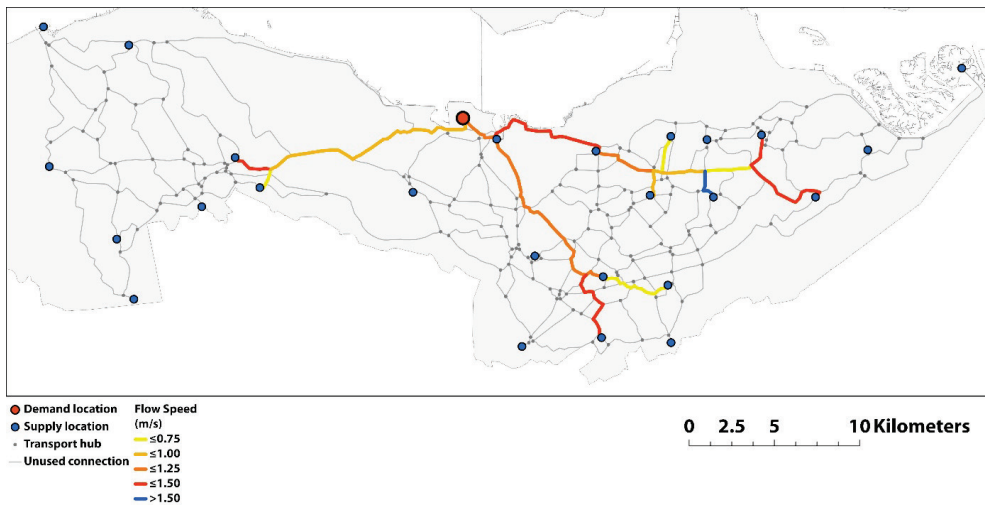 Demand location
Supply location
Transport hub
Unused connection
Flow Speed
(m/s)
≤0.75
≤1.00
≤1.25
≤1.50
>1.50
0 2.5 5 10 Kilometers